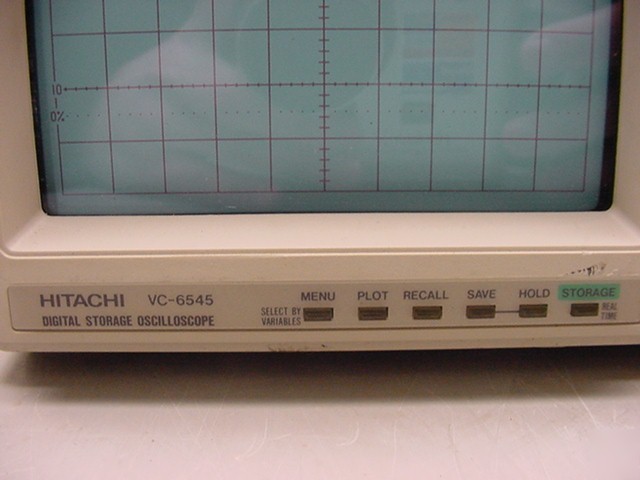 10
0%
HITACHI VC-6545
DIGITAL STORAGE OSCILLOSCOPE
SELECT BY
VARIABLES
MENU PLOT RECALL SAVE HOLD STORAGE
REAL
TIME